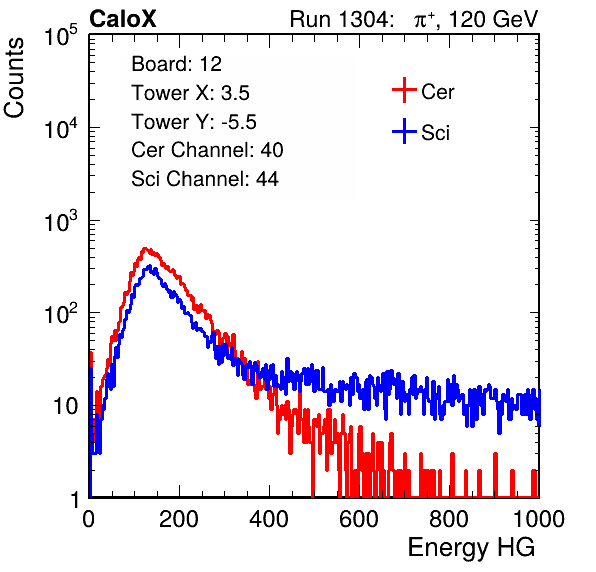 CaloX Run 1304: π⁺, 120 GeV
Counts
10⁵
10⁴
10³
10²
10
1
Board: 12
Tower X: 3.5
Tower Y: -5.5
Cer Channel: 40
Sci Channel: 44
Cer
Sci
0 200 400 600 800 1000
Energy HG